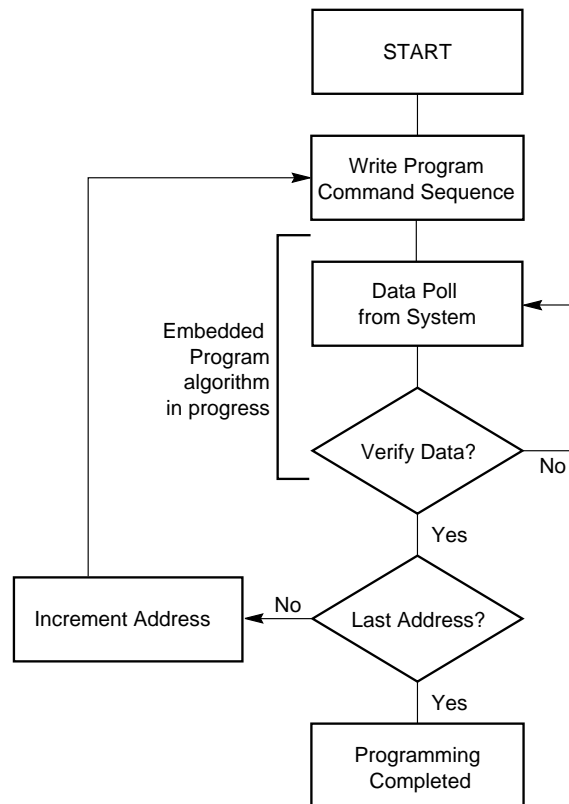 START
Write Program
Command Sequence
Data Poll
from System
Embedded
Program
algorithm
in progress
Verify Data?
No
Yes
Increment Address
No
Last Address?
Yes
Programming
Completed